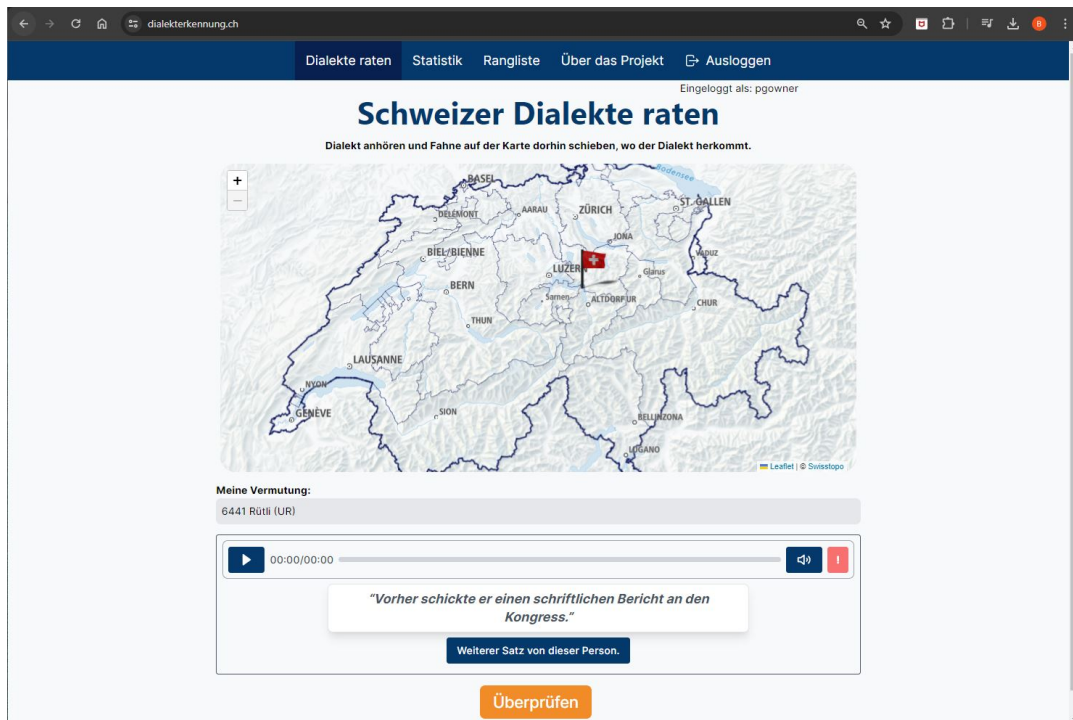 dialekterkennung.ch
Dialekte raten Statistik Rangliste Über das Projekt Ausloggen
Eingeloggt als: pgowner
Schweizer Dialekte raten
Dialekt anhören und Fahne auf der Karte dorhin schieben, wo der Dialekt herkommt.
+
−
BASEL
Bodensee
DELÉMONT
AARAU
ZÜRICH
ST. GALLEN
JONA
BIEL/BIENNE
VADUZ
LUZERN
Glarus
BERN
Sarnen
ALTDORF UR
CHUR
THUN
LAUSANNE
NYON
GENÈVE
SION
BELLINZONA
LUGANO
Leaflet | © Swisstopo
Meine Vermutung:
6441 Rütli (UR)
00:00/00:00
!
“Vorher schickte er einen schriftlichen Bericht an den
Kongress.”
Weiterer Satz von dieser Person.
Überprüfen